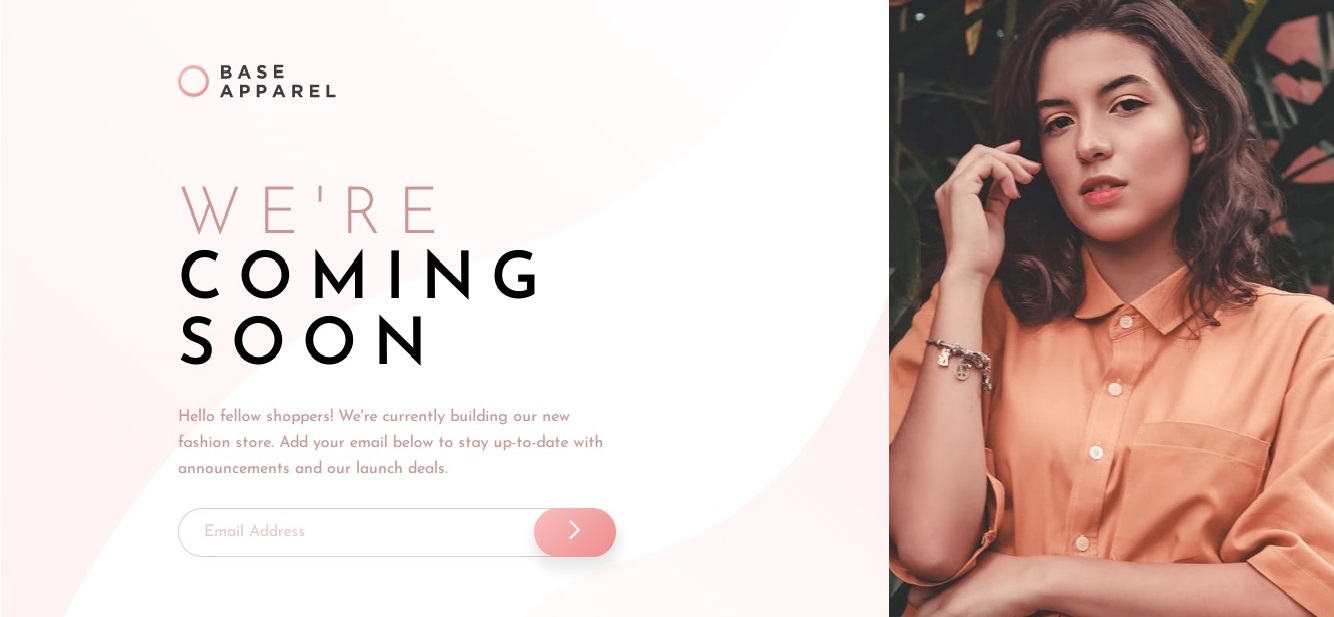 BASE
APPAREL
WE'RE
COMING
SOON
Hello fellow shoppers! We're currently building our new
fashion store. Add your email below to stay up-to-date with
announcements and our launch deals.
Email Address